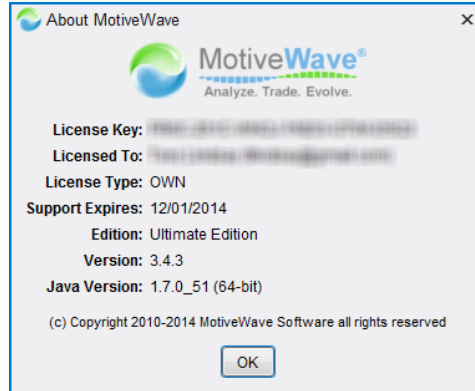 About MotiveWave
MotiveWave®
Analyze. Trade. Evolve.
License Key:
Licensed To:
License Type: OWN
Support Expires: 12/01/2014
Edition: Ultimate Edition
Version: 3.4.3
Java Version: 1.7.0_51 (64-bit)
(c) Copyright 2010-2014 MotiveWave Software all rights reserved
OK